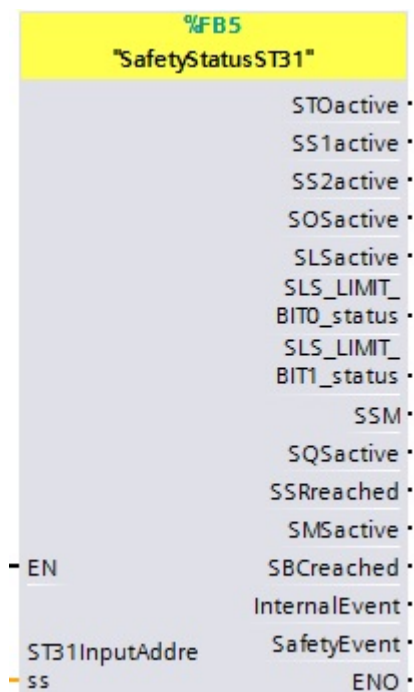 %FB5
"SafetyStatusST31"
STOactive
SS1active
SS2active
SOSactive
SLSactive
SLS_LIMIT_
BIT0_status
SLS_LIMIT_
BIT1_status
SSM
SQSactive
SSRreached
SMSactive
EN SBCreached
InternalEvent
ST31InputAddre SafetyEvent
ss ENO